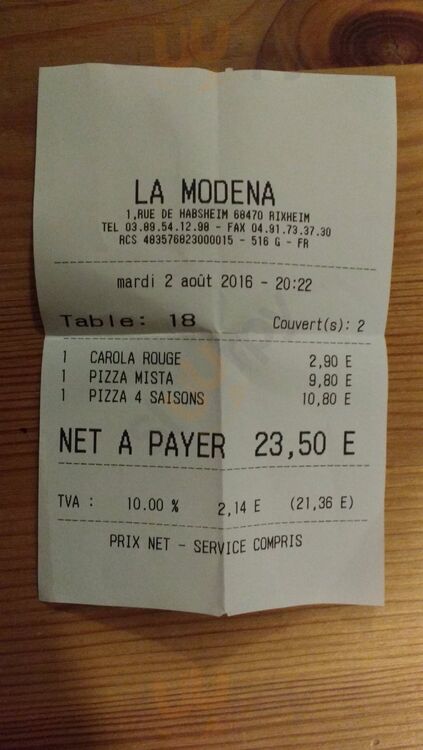 LA MODENA
1,RUE DE HABSHEIM 68470 RIXHEIM
TEL 03.89.54.12.98 - FAX 04.91.73.37.30
RCS 483576823000015 - 516 G - FR
mardi 2 août 2016 - 20:22
Table: 18 Couvert(s): 2
1 CAROLA ROUGE 2,90 E
1 PIZZA MISTA 9,80 E
1 PIZZA 4 SAISONS 10,80 E
NET A PAYER 23,50 E
TVA : 10.00 % 2,14 E (21,36 E)
PRIX NET - SERVICE COMPRIS